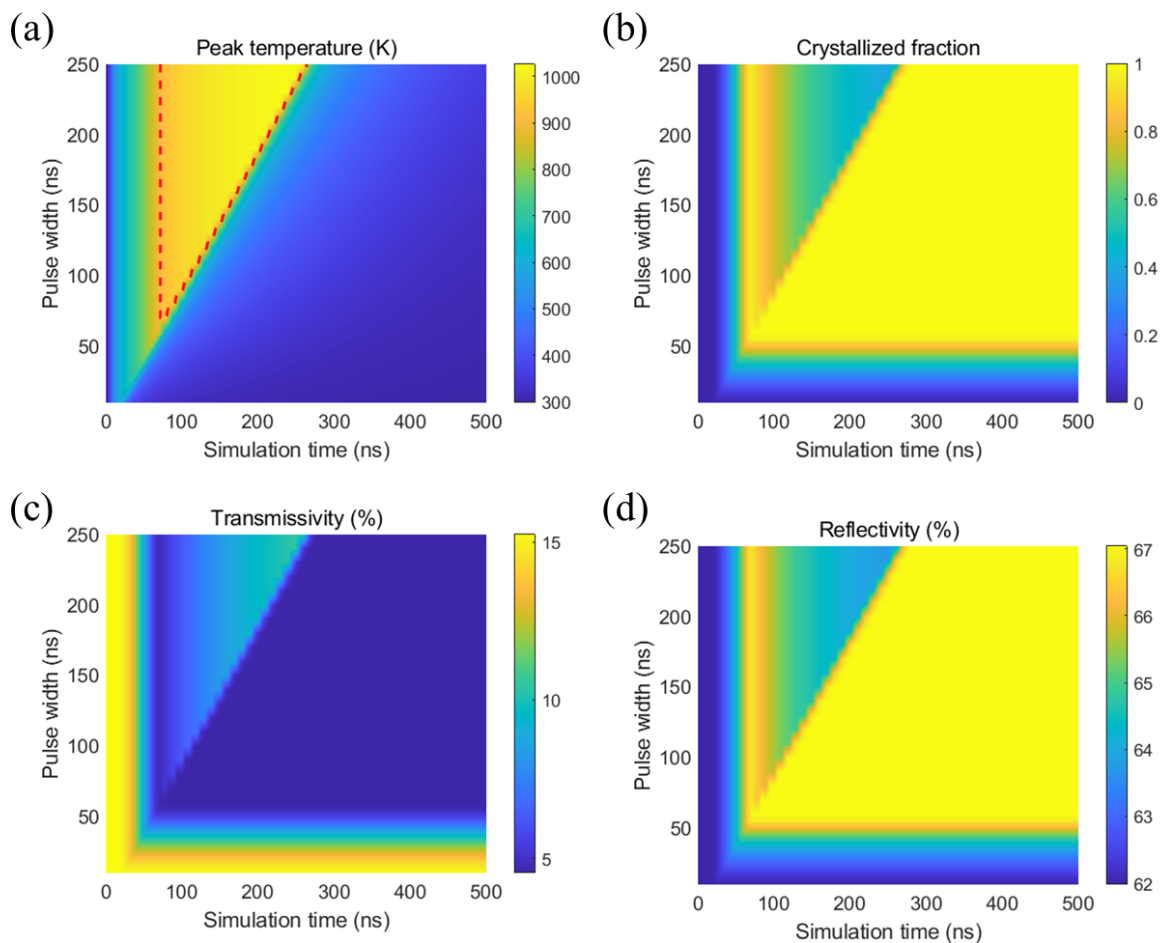 (a)
Peak temperature (K)
Pulse width (ns)
250
200
150
100
50
0 100 200 300 400 500
Simulation time (ns)
1000
900
800
700
600
500
400
300
(b)
Crystallized fraction
Pulse width (ns)
250
200
150
100
50
0 100 200 300 400 500
Simulation time (ns)
1
0.8
0.6
0.4
0.2
0
(c)
Transmissivity (%)
Pulse width (ns)
250
200
150
100
50
0 100 200 300 400 500
Simulation time (ns)
15
10
5
(d)
Reflectivity (%)
Pulse width (ns)
250
200
150
100
50
0 100 200 300 400 500
Simulation time (ns)
67
66
65
64
63
62